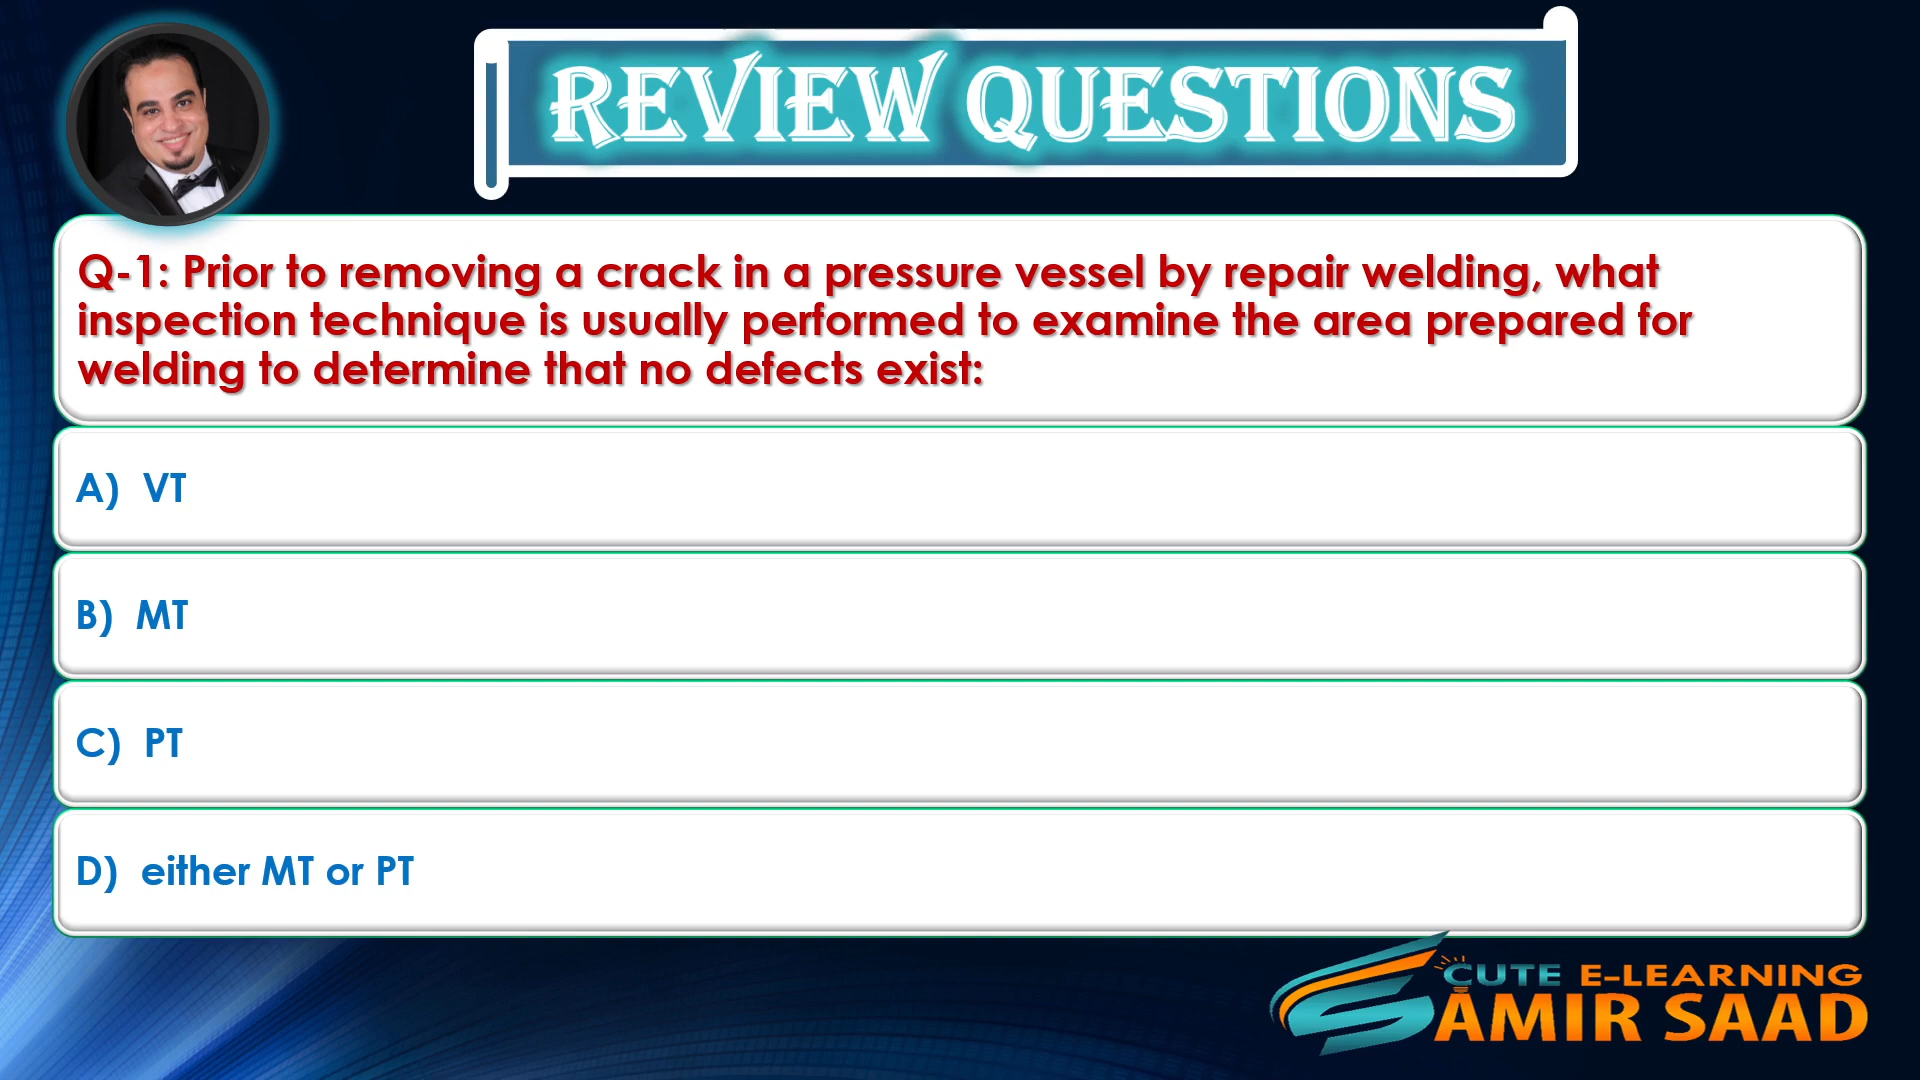 REVIEW QUESTIONS
Q-1: Prior to removing a crack in a pressure vessel by repair welding, what
inspection technique is usually performed to examine the area prepared for
welding to determine that no defects exist:
A) VT
B) MT
C) PT
D) either MT or PT
CUTE E-LEARNING
AMIR SAAD